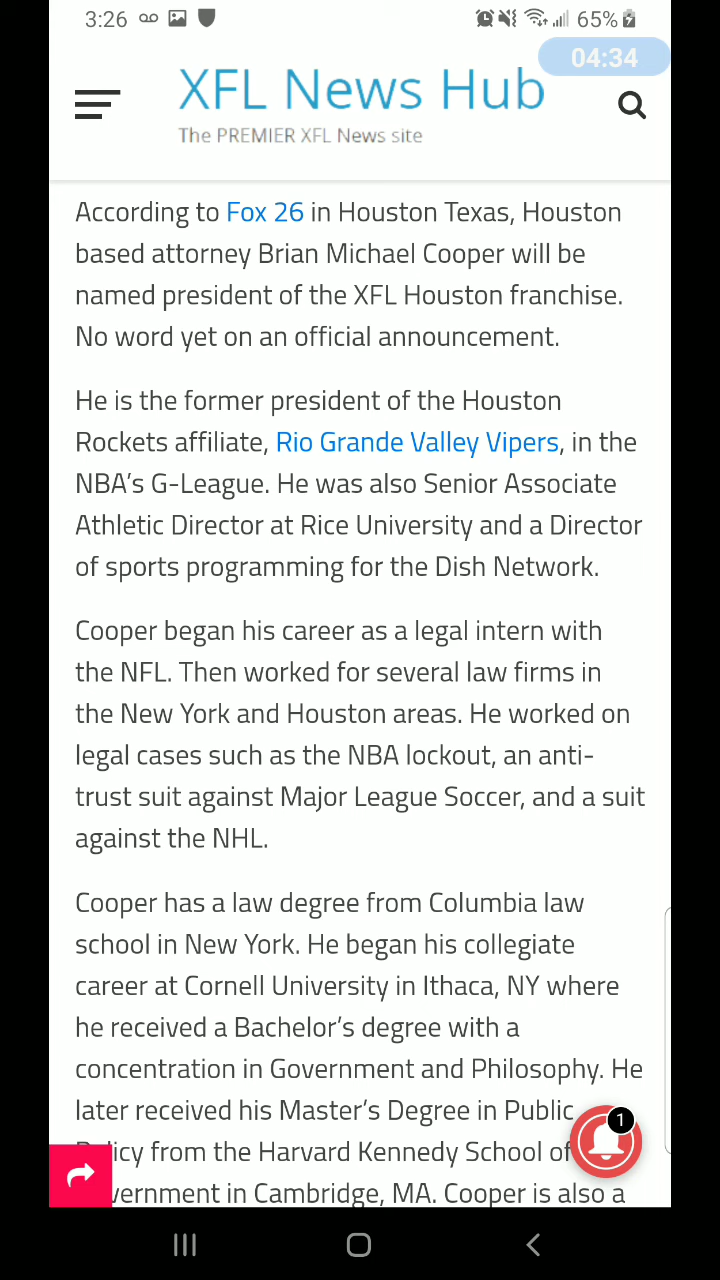 3:26
65%
04:34
XFL News Hub
The PREMIER XFL News site
According to Fox 26 in Houston Texas, Houston
based attorney Brian Michael Cooper will be
named president of the XFL Houston franchise.
No word yet on an official announcement.
He is the former president of the Houston
Rockets affiliate, Rio Grande Valley Vipers, in the
NBA’s G-League. He was also Senior Associate
Athletic Director at Rice University and a Director
of sports programming for the Dish Network.
Cooper began his career as a legal intern with
the NFL. Then worked for several law firms in
the New York and Houston areas. He worked on
legal cases such as the NBA lockout, an anti-
trust suit against Major League Soccer, and a suit
against the NHL.
Cooper has a law degree from Columbia law
school in New York. He began his collegiate
career at Cornell University in Ithaca, NY where
he received a Bachelor’s degree with a
concentration in Government and Philosophy. He
later received his Master’s Degree in Public
1
Policy from the Harvard Kennedy School of
vernment in Cambridge, MA. Cooper is also a